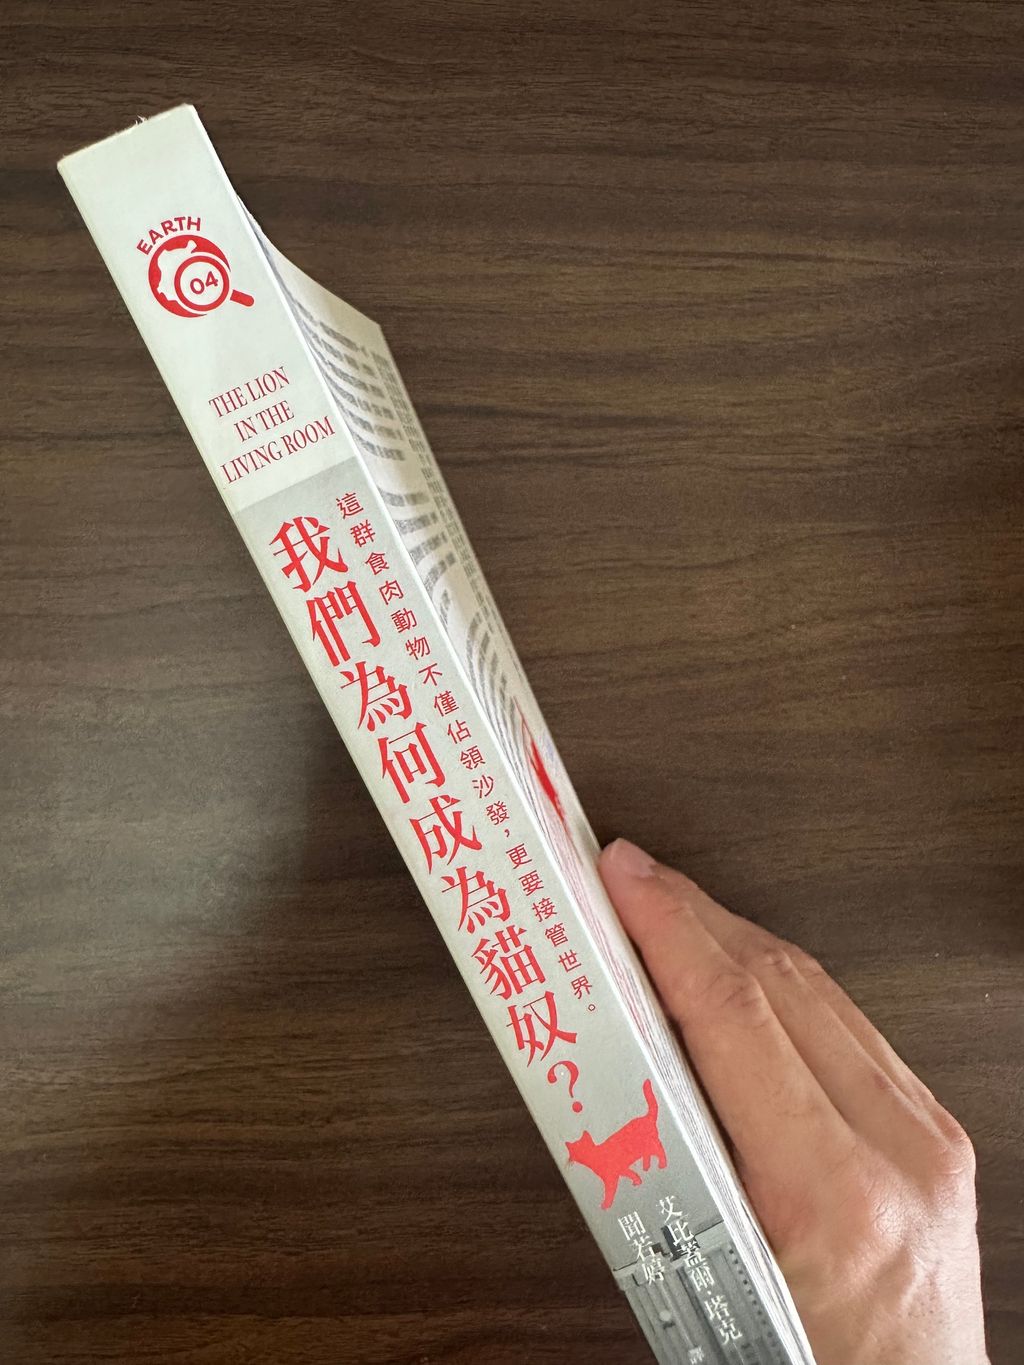 EARTH
04
THE LION
IN THE
LIVING ROOM
這群食肉動物不僅佔領沙發，更要接管世界。
我們為何成為貓奴？
艾比蓋爾・塔克
聞若婷
譯